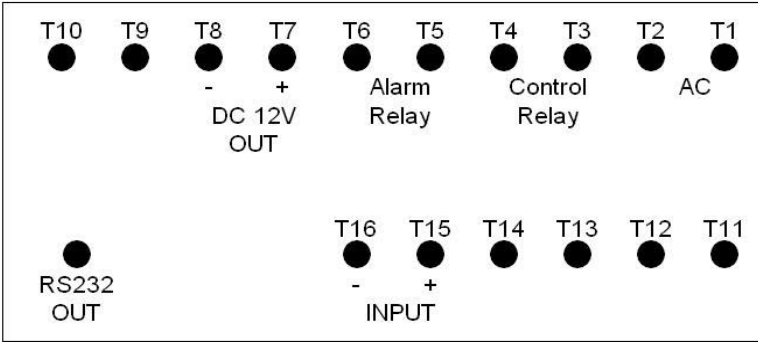 T10 T9 T8 T7 T6 T5 T4 T3 T2 T1
- + Alarm Control AC
DC 12V Relay Relay
OUT
T16 T15 T14 T13 T12 T11
RS232 - +
OUT INPUT